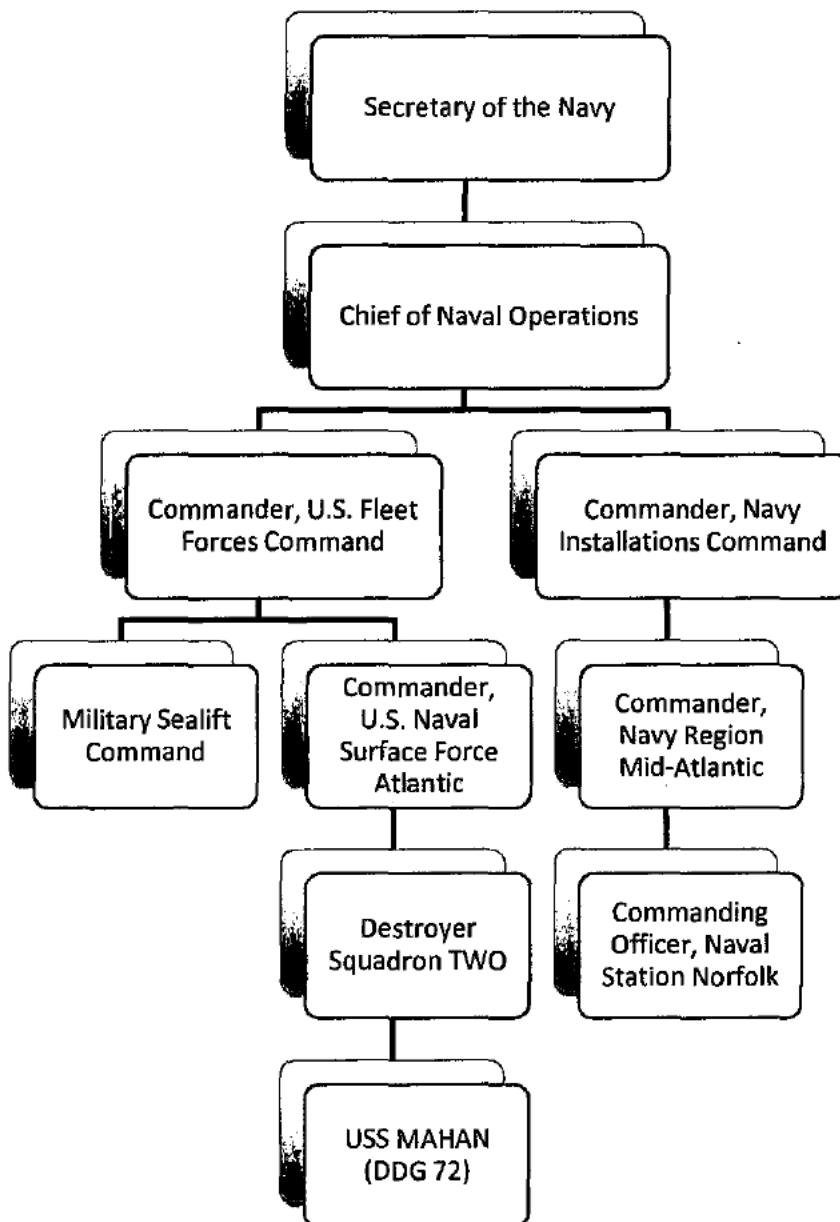 Secretary of the Navy
Chief of Naval Operations
Commander, U.S. Fleet
Forces Command
Commander, Navy
Installations Command
Military Sealift
Command
Commander,
U.S. Naval
Surface Force
Atlantic
Commander,
Navy Region
Mid-Atlantic
Destroyer
Squadron TWO
Commanding
Officer, Naval
Station Norfolk
USS MAHAN
(DDG 72)